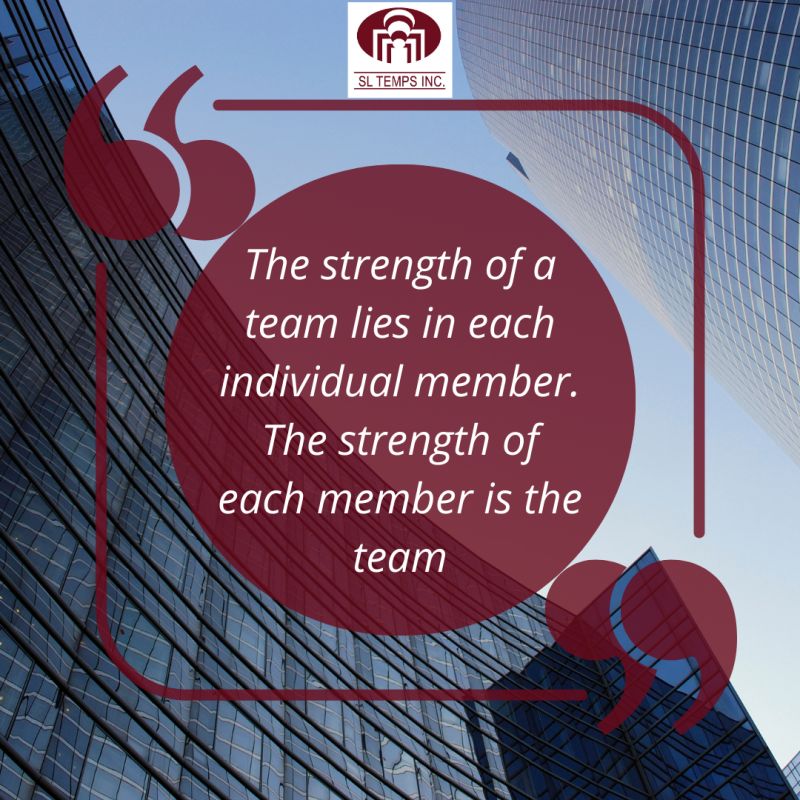 SL TEMPS INC.
The strength of a
team lies in each
individual member.
The strength of
each member is the
team